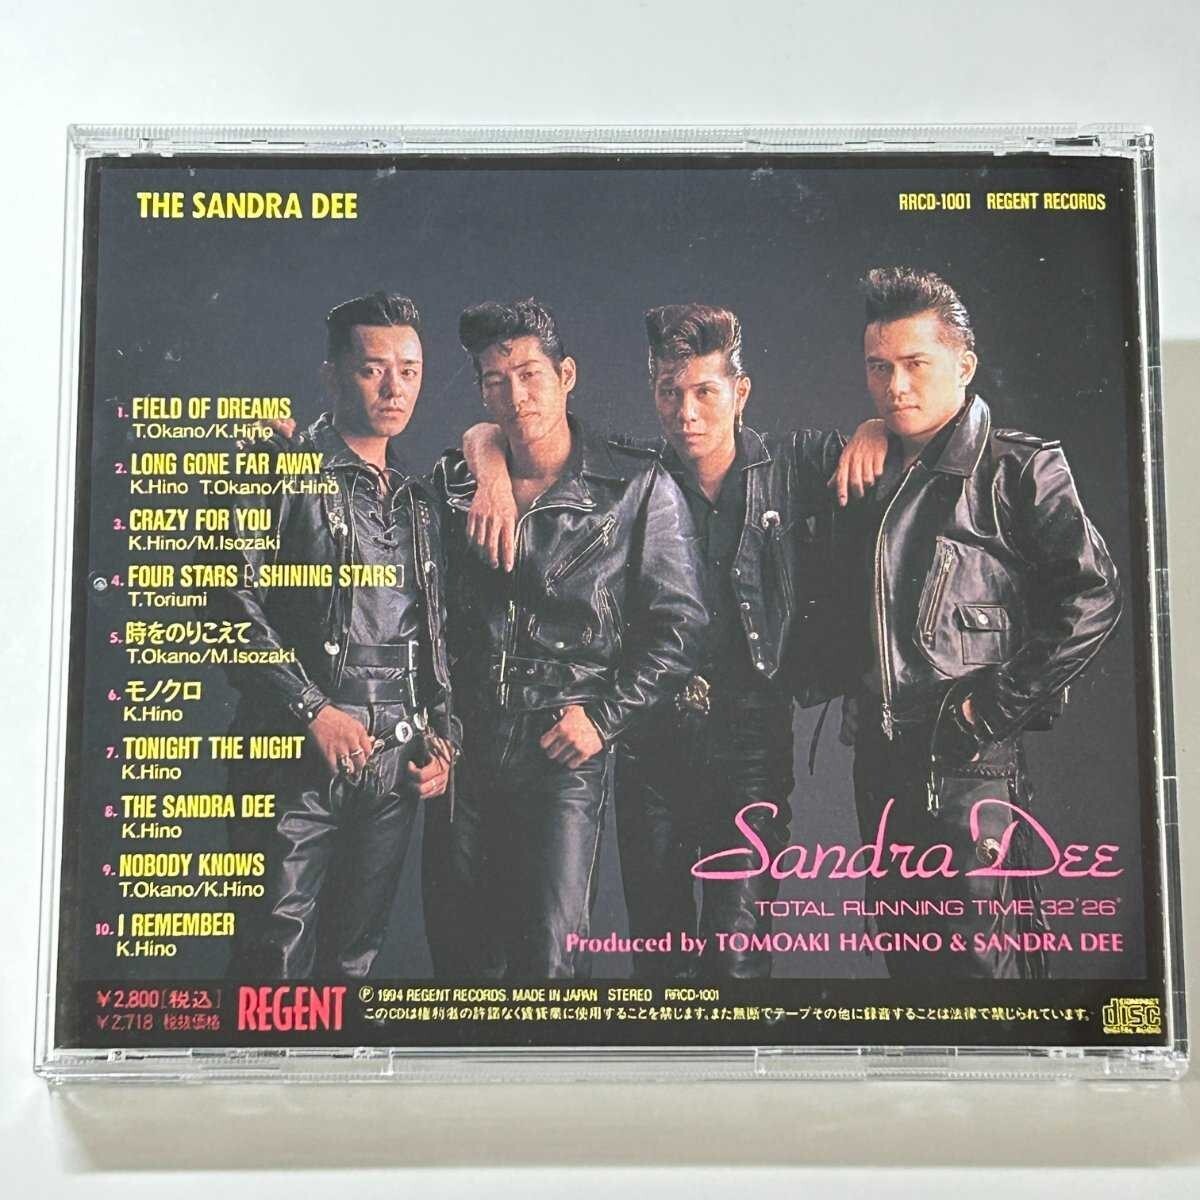 THE SANDRA DEE
RRCD-1001 REGENT RECORDS
1. FIELD OF DREAMS
T.Okano/K.Hino
2. LONG GONE FAR AWAY
K.Hino T.Okano/K.Hino
3. CRAZY FOR YOU
K.Hino/M.Isozaki
4. FOUR STARS [ SHINING STARS]
T.Toriumi
5. 時をのりこえて
T.Okano/M.Isozaki
6. モノクロ
K.Hino
7. TONIGHT THE NIGHT
K.Hino
8. THE SANDRA DEE
K.Hino
9. NOBODY KNOWS
T.Okano/K.Hino
10. I REMEMBER
K.Hino
Sandra Dee
TOTAL RUNNING TIME 32'26"
Produced by TOMOAKI HAGINO & SANDRA DEE
¥2,800[税込]
¥2,718 税抜価格
REGENT
Ⓟ 1994 REGENT RECORDS. MADE IN JAPAN STEREO RRCD-1001
このCDは権利者の許諾なく賃貸業に使用することを禁じます。また無断でテープその他に録音することは法律で禁じられています。
COMPACT
disc
DIGITAL AUDIO